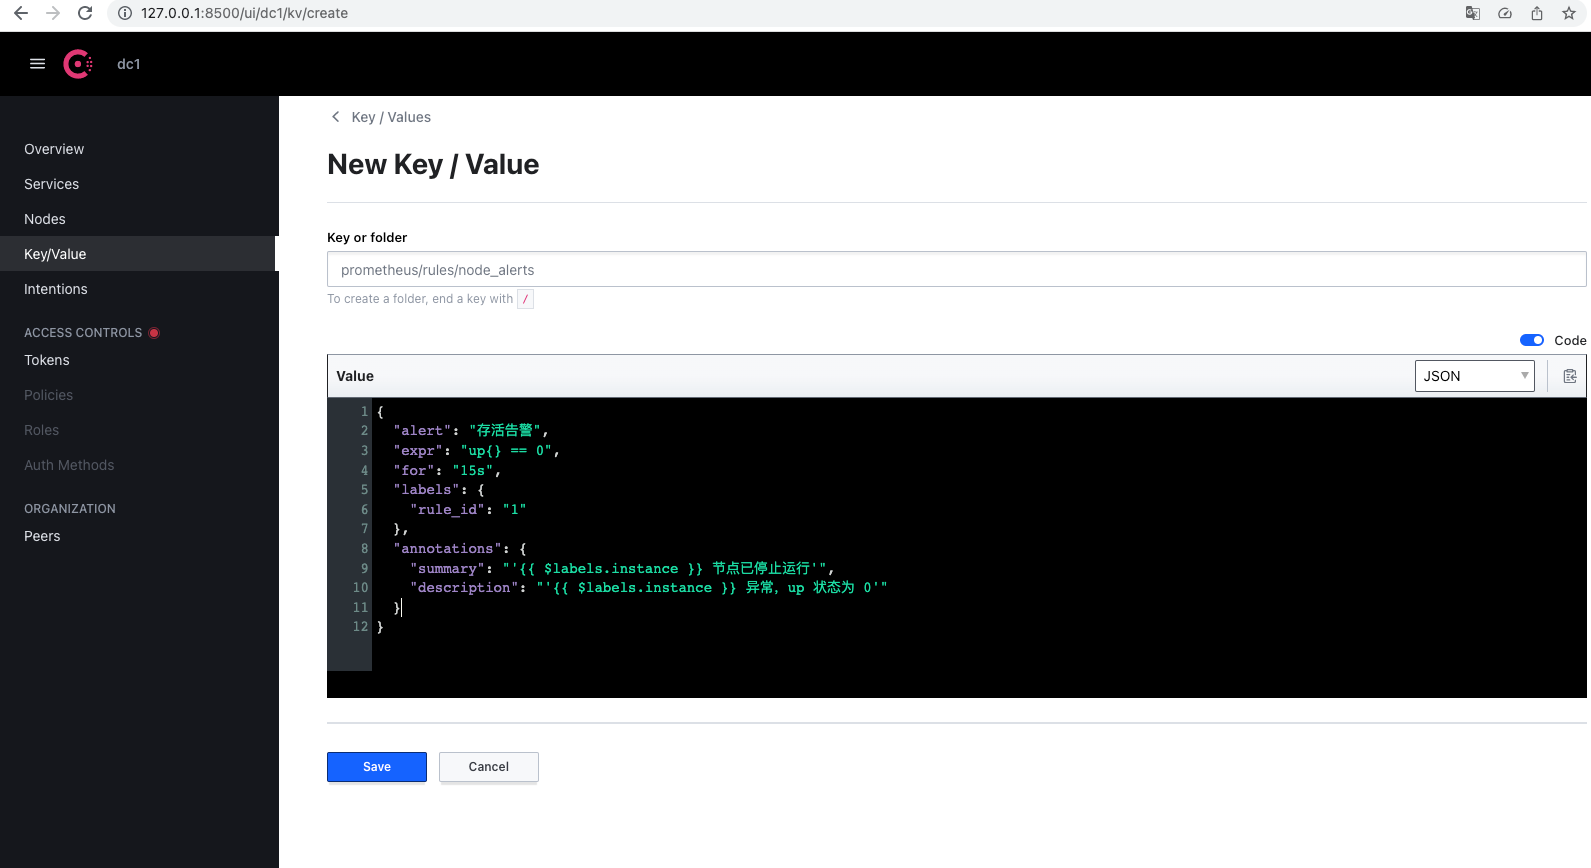 127.0.0.1:8500/ui/dc1/kv/create
dc1
Overview
Services
Nodes
Key/Value
Intentions
ACCESS CONTROLS
Tokens
Policies
Roles
Auth Methods
ORGANIZATION
Peers
Key / Values
New Key / Value
Key or folder
prometheus/rules/node_alerts
To create a folder, end a key with /
Code
Value
JSON
1 {
2 "alert": "存活告警",
3 "expr": "up{} == 0",
4 "for": "15s",
5 "labels": {
6 "rule_id": "1"
7 },
8 "annotations": {
9 "summary": "'{{ $labels.instance }} 节点已停止运行'",
10 "description": "'{{ $labels.instance }} 异常，up 状态为 0'"
11 }
12 }
Save
Cancel